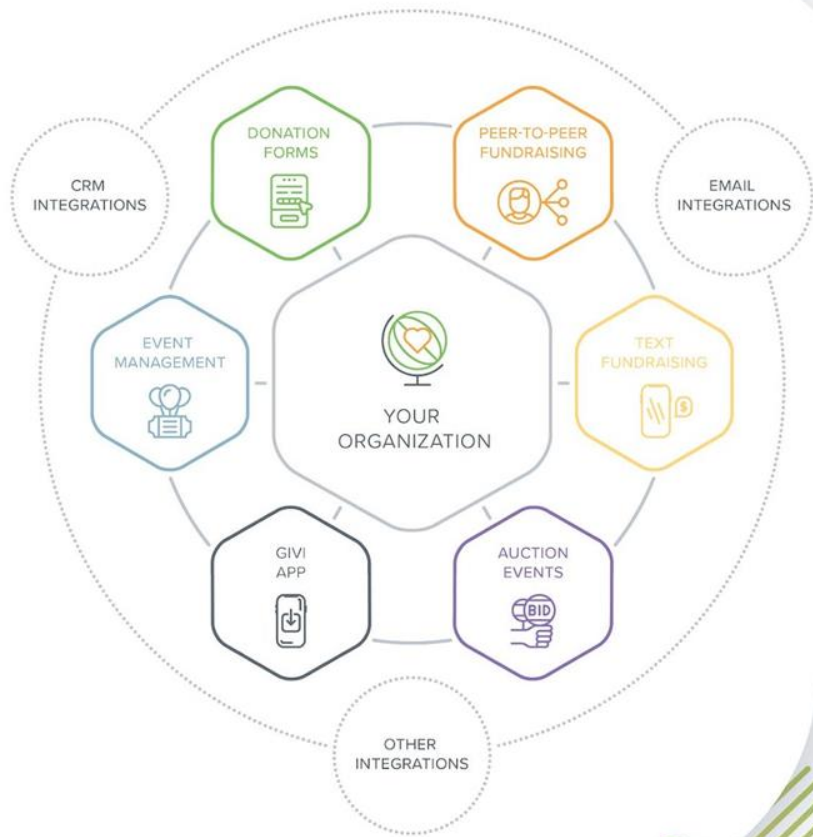 DONATION
FORMS
PEER-TO-PEER
FUNDRAISING
CRM
INTEGRATIONS
EMAIL
INTEGRATIONS
EVENT
MANAGEMENT
TEXT
FUNDRAISING
$
YOUR
ORGANIZATION
GIVI
APP
AUCTION
EVENTS
BID
OTHER
INTEGRATIONS